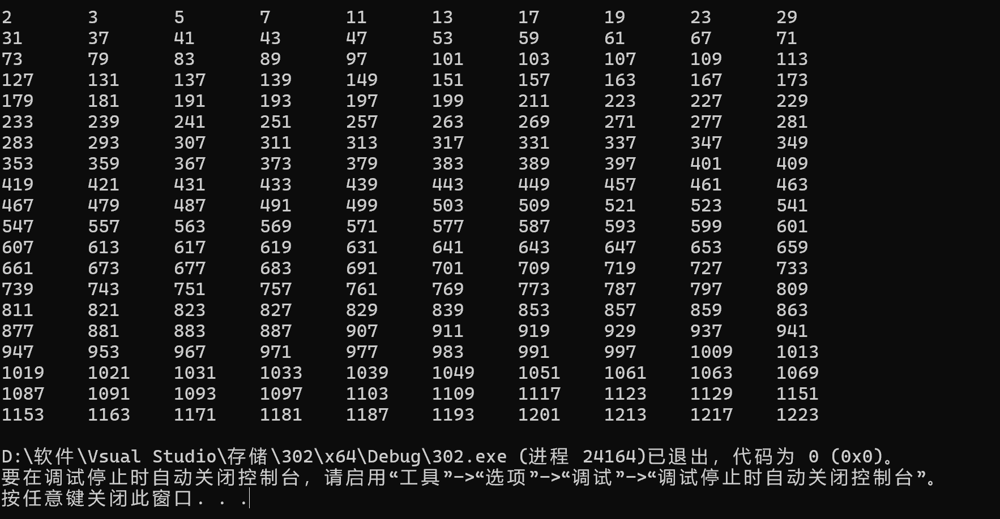 2 3 5 7 11 13 17 19 23 29
31 37 41 43 47 53 59 61 67 71
73 79 83 89 97 101 103 107 109 113
127 131 137 139 149 151 157 163 167 173
179 181 191 193 197 199 211 223 227 229
233 239 241 251 257 263 269 271 277 281
283 293 307 311 313 317 331 337 347 349
353 359 367 373 379 383 389 397 401 409
419 421 431 433 439 443 449 457 461 463
467 479 487 491 499 503 509 521 523 541
547 557 563 569 571 577 587 593 599 601
607 613 617 619 631 641 643 647 653 659
661 673 677 683 691 701 709 719 727 733
739 743 751 757 761 769 773 787 797 809
811 821 823 827 829 839 853 857 859 863
877 881 883 887 907 911 919 929 937 941
947 953 967 971 977 983 991 997 1009 1013
1019 1021 1031 1033 1039 1049 1051 1061 1063 1069
1087 1091 1093 1097 1103 1109 1117 1123 1129 1151
1153 1163 1171 1181 1187 1193 1201 1213 1217 1223
D:\软件\Vsual Studio\存储\302\x64\Debug\302.exe (进程 24164)已退出，代码为 0 (0x0)。
要在调试停止时自动关闭控制台，请启用“工具”->“选项”->“调试”->“调试停止时自动关闭控制台”。
按任意键关闭此窗口. . .